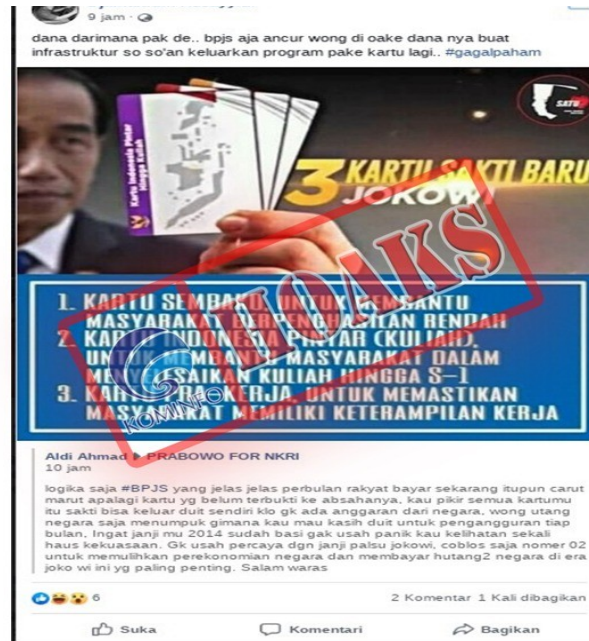 9 jam ·
dana darimana pak de.. bpjs aja ancur wong di oake dana nya buat
infrastruktur so so'an keluarkan program pake kartu lagi.. #gagalpaham
Kartu Indonesia Pintar
Hingga Kuliah
SATU
3 KARTU SAKTI BARU
JOKOWI
HOAKS
KOMINFO
1. KARTU SEMBAKO, UNTUK MEMBANTU
MASYARAKAT BERPENGHASILAN RENDAH
2. KARTU INDONESIA PINTAR (KULIAH),
UNTUK MEMBANTU MASYARAKAT DALAM
MENYELESAIKAN KULIAH HINGGA S-1
3. KARTU PRA KERJA, UNTUK MEMASTIKAN
MASYARAKAT MEMILIKI KETERAMPILAN KERJA
Aldi Ahmad ▶ PRABOWO FOR NKRI
10 jam
logika saja #BPJS yang jelas jelas perbulan rakyat bayar sekarang itupun carut
marut apalagi kartu yg belum terbukti ke absahanya, kau pikir semua kartumu
itu sakti bisa keluar duit sendiri klo gk ada anggaran dari negara, wong utang
negara saja menumpuk gimana kau mau kasih duit untuk pengangguran tiap
bulan, Ingat janji mu 2014 sudah basi gak usah panik kau kelihatan sekali
haus kekuasaan. Gk usah percaya dgn janji palsu jokowi, coblos saja nomer 02
untuk memulihkan perekonomian negara dan membayar hutang2 negara di era
joko wi ini yg paling penting. Salam waras
6
2 Komentar 1 Kali dibagikan
Suka
Komentari
Bagikan